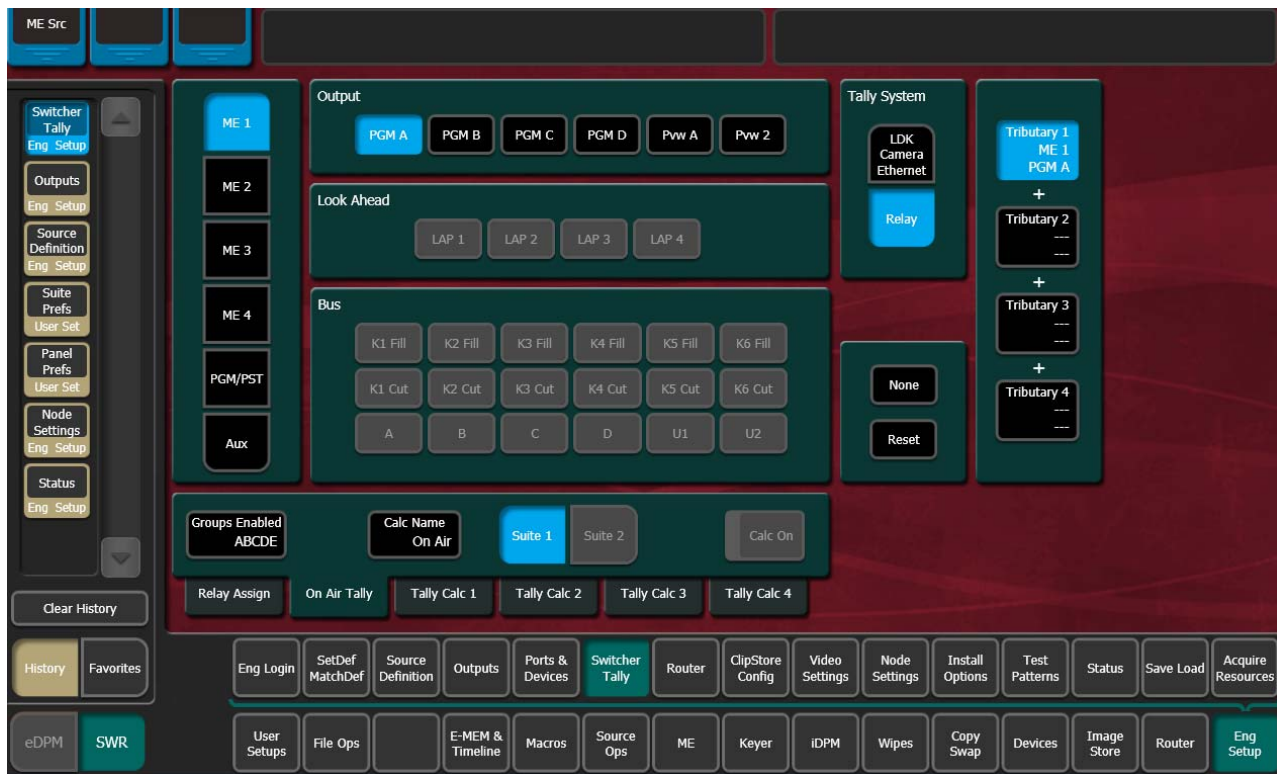 ME Src
Switcher
Tally
Eng Setup
Outputs
Eng Setup
Source
Definition
Eng Setup
Suite
Prefs
User Set
Panel
Prefs
User Set
Node
Settings
Eng Setup
Status
Eng Setup
Clear History
History
Favorites
eDPM
SWR
ME 1
ME 2
ME 3
ME 4
PGM/PST
Aux
Output
PGM A
PGM B
PGM C
PGM D
Pvw A
Pvw 2
Look Ahead
LAP 1
LAP 2
LAP 3
LAP 4
Bus
K1 Fill
K2 Fill
K3 Fill
K4 Fill
K5 Fill
K6 Fill
K1 Cut
K2 Cut
K3 Cut
K4 Cut
K5 Cut
K6 Cut
A
B
C
D
U1
U2
Tally System
LDK
Camera
Ethernet
Relay
None
Reset
Tributary 1
ME 1
PGM A
+
Tributary 2
---
---
+
Tributary 3
---
---
+
Tributary 4
---
---
Groups Enabled
ABCDE
Calc Name
On Air
Suite 1
Suite 2
Calc On
Relay Assign
On Air Tally
Tally Calc 1
Tally Calc 2
Tally Calc 3
Tally Calc 4
Eng Login
SetDef
MatchDef
Source
Definition
Outputs
Ports &
Devices
Switcher
Tally
Router
ClipStore
Config
Video
Settings
Node
Settings
Install
Options
Test
Patterns
Status
Save Load
Acquire
Resources
User
Setups
File Ops
E-MEM &
Timeline
Macros
Source
Ops
ME
Keyer
iDPM
Wipes
Copy
Swap
Devices
Image
Store
Router
Eng
Setup